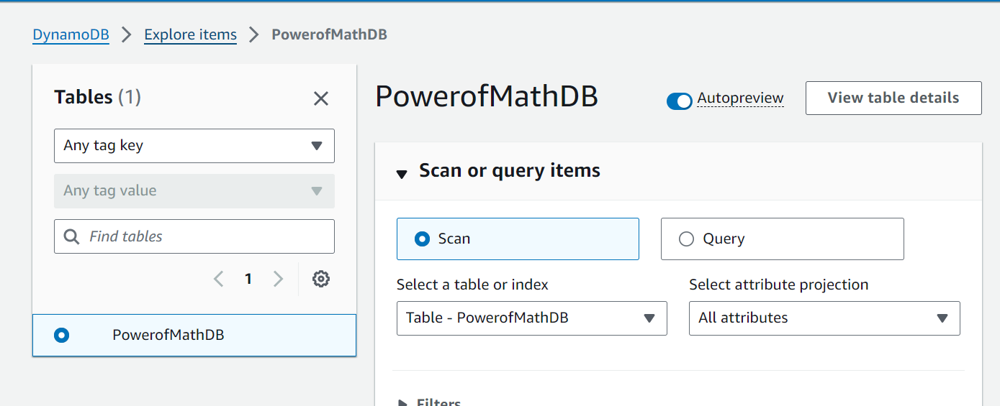 DynamoDB > Explore items > PowerofMathDB
Tables (1)
Any tag key
Any tag value
Find tables
1
PowerofMathDB
PowerofMathDB
Autopreview
View table details
Scan or query items
Scan
Query
Select a table or index
Select attribute projection
Table - PowerofMathDB
All attributes
Filters